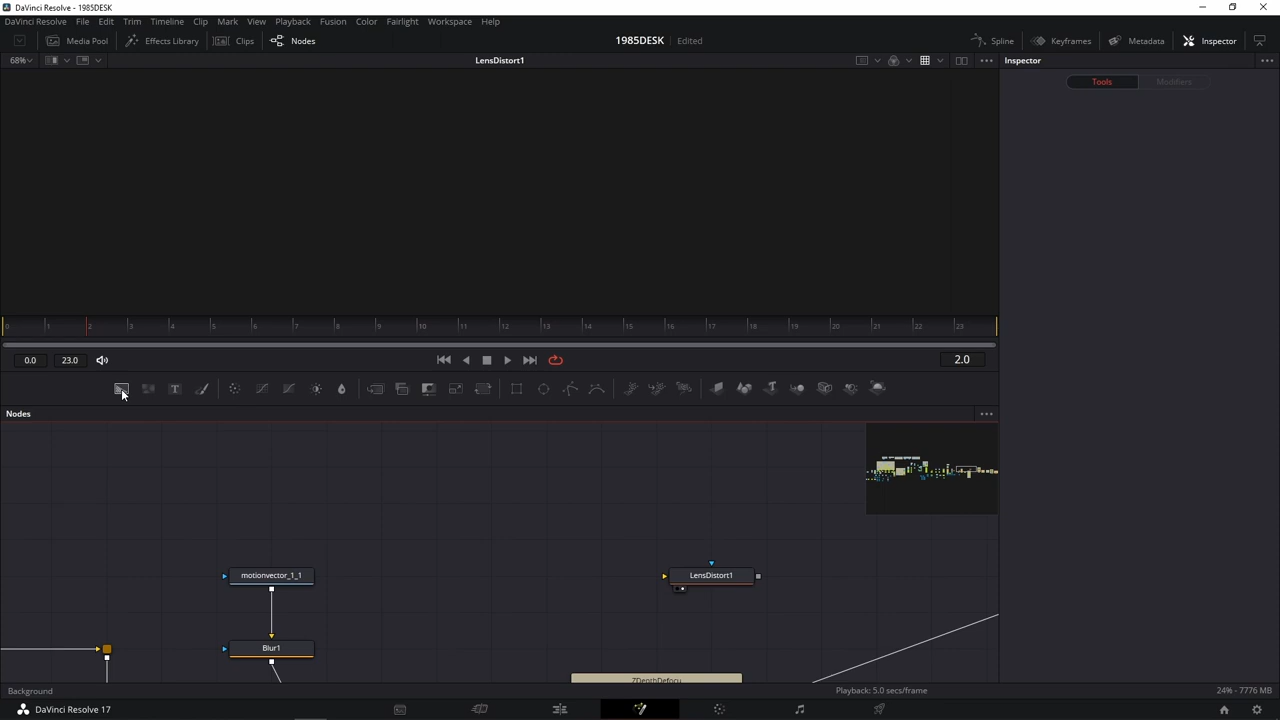 DaVinci Resolve - 1985DESK
DaVinci Resolve File Edit Trim Timeline Clip Mark View Playback Fusion Color Fairlight Workspace Help
Media Pool Effects Library Clips Nodes 1985DESK Edited Spline Keyframes Metadata Inspector
68% LensDistort1 Inspector
Tools Modifiers
0 1 2 3 4 5 6 7 8 9 10 11 12 13 14 15 16 17 18 19 20 21 22 23
0.0 23.0 2.0
Nodes
motionvector_1_1 LensDistort1
Blur1
ZDepthDefocu
Background Playback: 5.0 secs/frame 24% - 7776 MB
DaVinci Resolve 17